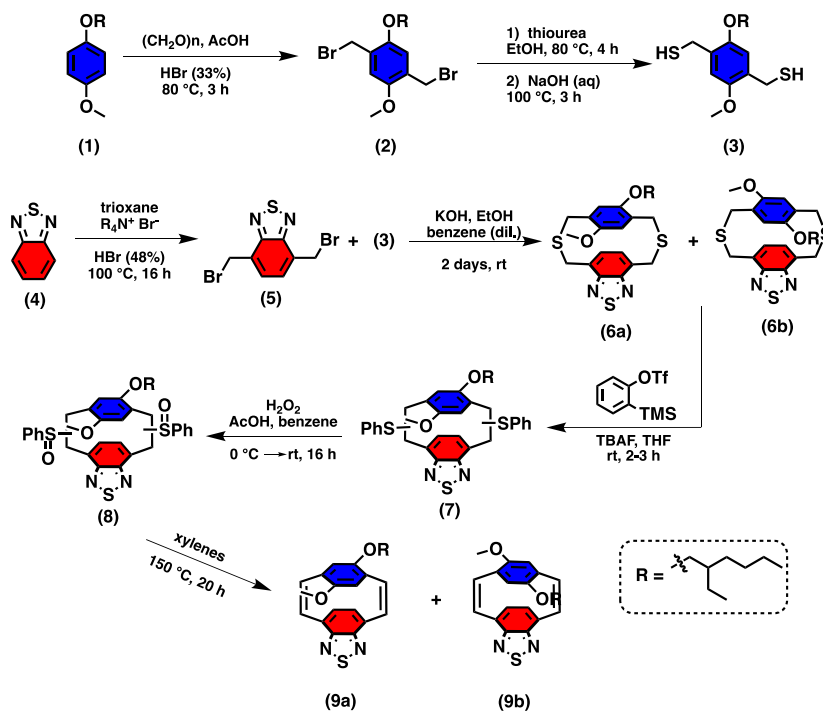 OR
(CH₂O)n, AcOH
HBr (33%)
80 °C, 3 h
O
(1)
OR
Br
Br
O
(2)
1) thiourea
EtOH, 80 °C, 4 h
2) NaOH (aq)
100 °C, 3 h
OR
HS
SH
O
(3)
S
N N
(4)
trioxane
R₄N⁺ Br⁻
HBr (48%)
100 °C, 16 h
S
N N
Br
Br
(5)
+ (3)
KOH, EtOH
benzene (dil.)
2 days, rt
OR
S O S
N N
S
(6a)
+
O
S S
OR
N N
S
(6b)
OTf
TMS
TBAF, THF
rt, 2-3 h
OR
PhS O SPh
N N
S
(7)
H₂O₂
AcOH, benzene
0 °C → rt, 16 h
OR
O
SPh
PhS O
O
N N
S
(8)
xylenes
150 °C, 20 h
OR
O
N N
S
(9a)
+
O
OR
N N
S
(9b)
R =